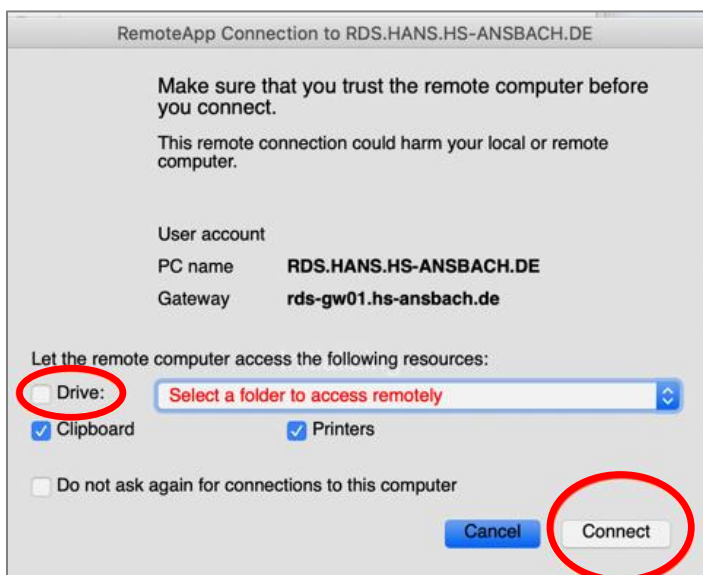 RemoteApp Connection to RDS.HANS.HS-ANSBACH.DE
Make sure that you trust the remote computer before
you connect.
This remote connection could harm your local or remote
computer.
User account
PC name RDS.HANS.HS-ANSBACH.DE
Gateway rds-gw01.hs-ansbach.de
Let the remote computer access the following resources:
Drive: Select a folder to access remotely
Clipboard Printers
Do not ask again for connections to this computer
Cancel Connect